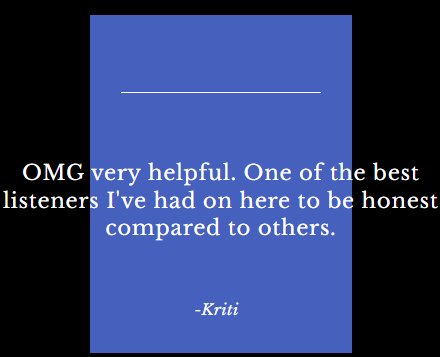 OMG very helpful. One of the best
listeners I've had on here to be honest
compared to others.
-Kriti